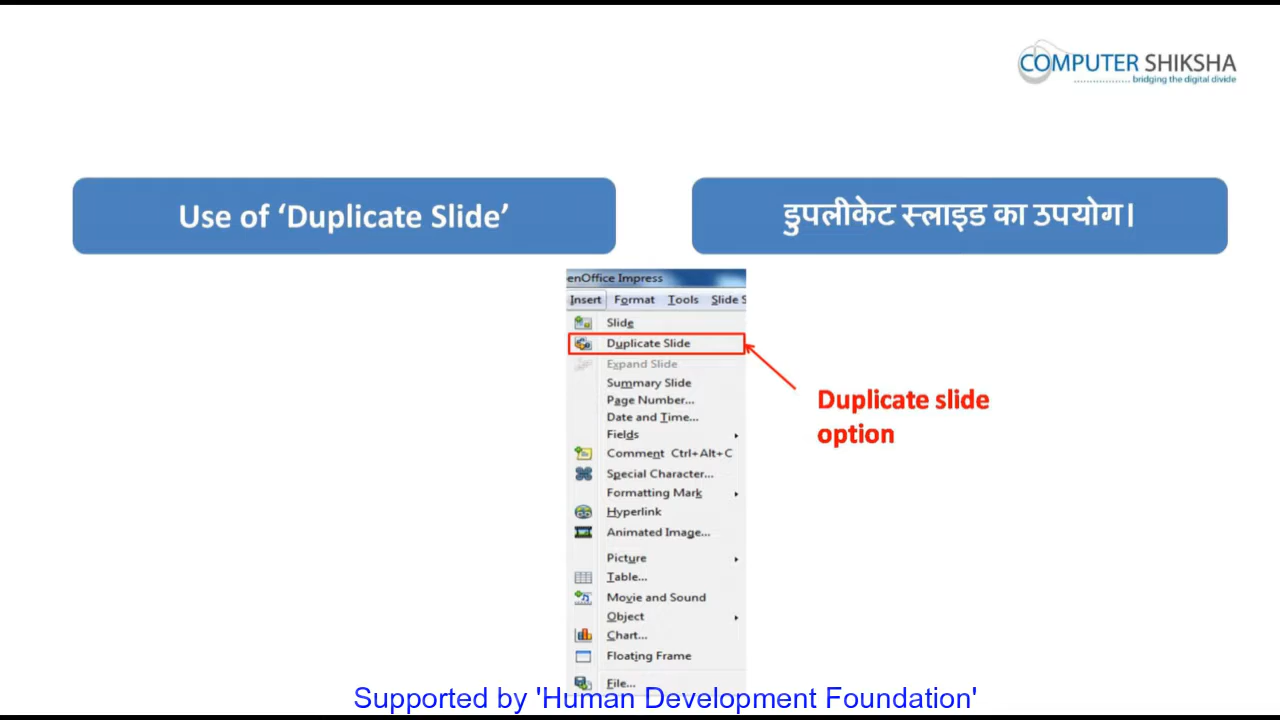 COMPUTER SHIKSHA
bridging the digital divide
Use of ‘Duplicate Slide’
डुपलीकेट स्लाइड का उपयोग।
enOffice Impress
Insert Format Tools Slide S
Slide
Duplicate Slide
Expand Slide
Summary Slide
Page Number...
Date and Time...
Fields
Comment Ctrl+Alt+C
Special Character...
Formatting Mark
Hyperlink
Animated Image...
Picture
Table...
Movie and Sound
Object
Chart...
Floating Frame
File...
Duplicate slide
option
Supported by 'Human Development Foundation'